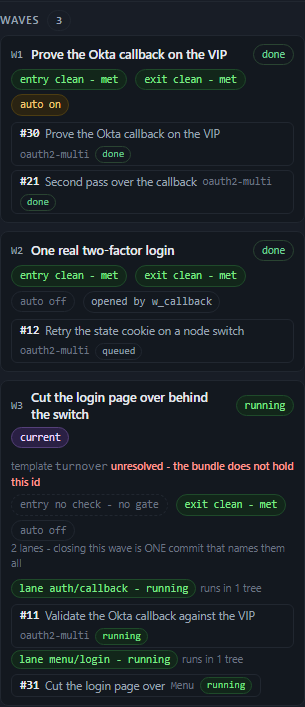 WAVES 3
W1 Prove the Okta callback on the VIP done
entry clean - met exit clean - met
auto on
#30 Prove the Okta callback on the VIP
oauth2-multi done
#21 Second pass over the callback oauth2-multi
done
W2 One real two-factor login done
entry clean - met exit clean - met
auto off opened by w_callback
#12 Retry the state cookie on a node switch
oauth2-multi queued
W3 Cut the login page over behind
the switch running
current
template turnover unresolved - the bundle does not hold
this id
entry no check - no gate exit clean - met
auto off
2 lanes - closing this wave is ONE commit that names them
all
lane auth/callback - running runs in 1 tree
#11 Validate the Okta callback against the VIP
oauth2-multi running
lane menu/login - running runs in 1 tree
#31 Cut the login page over Menu running